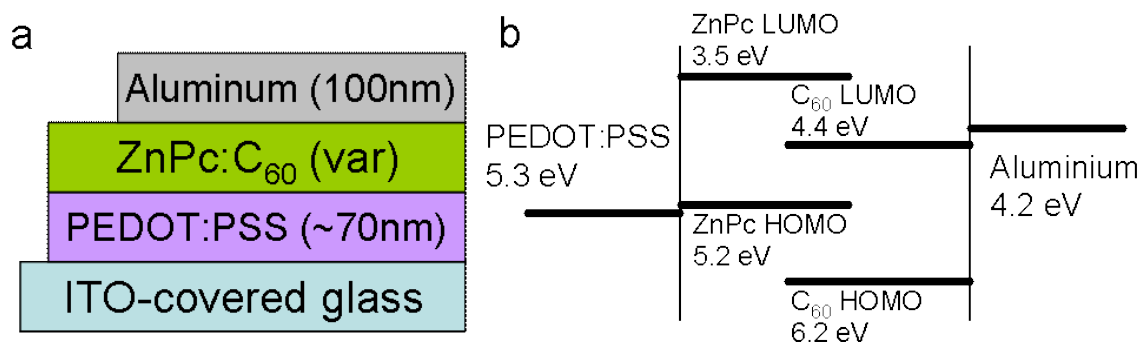 a
Aluminum (100nm)
ZnPc:C₆₀ (var)
PEDOT:PSS (~70nm)
ITO-covered glass
b
ZnPc LUMO
3.5 eV
C₆₀ LUMO
4.4 eV
PEDOT:PSS
5.3 eV
Aluminium
4.2 eV
ZnPc HOMO
5.2 eV
C₆₀ HOMO
6.2 eV